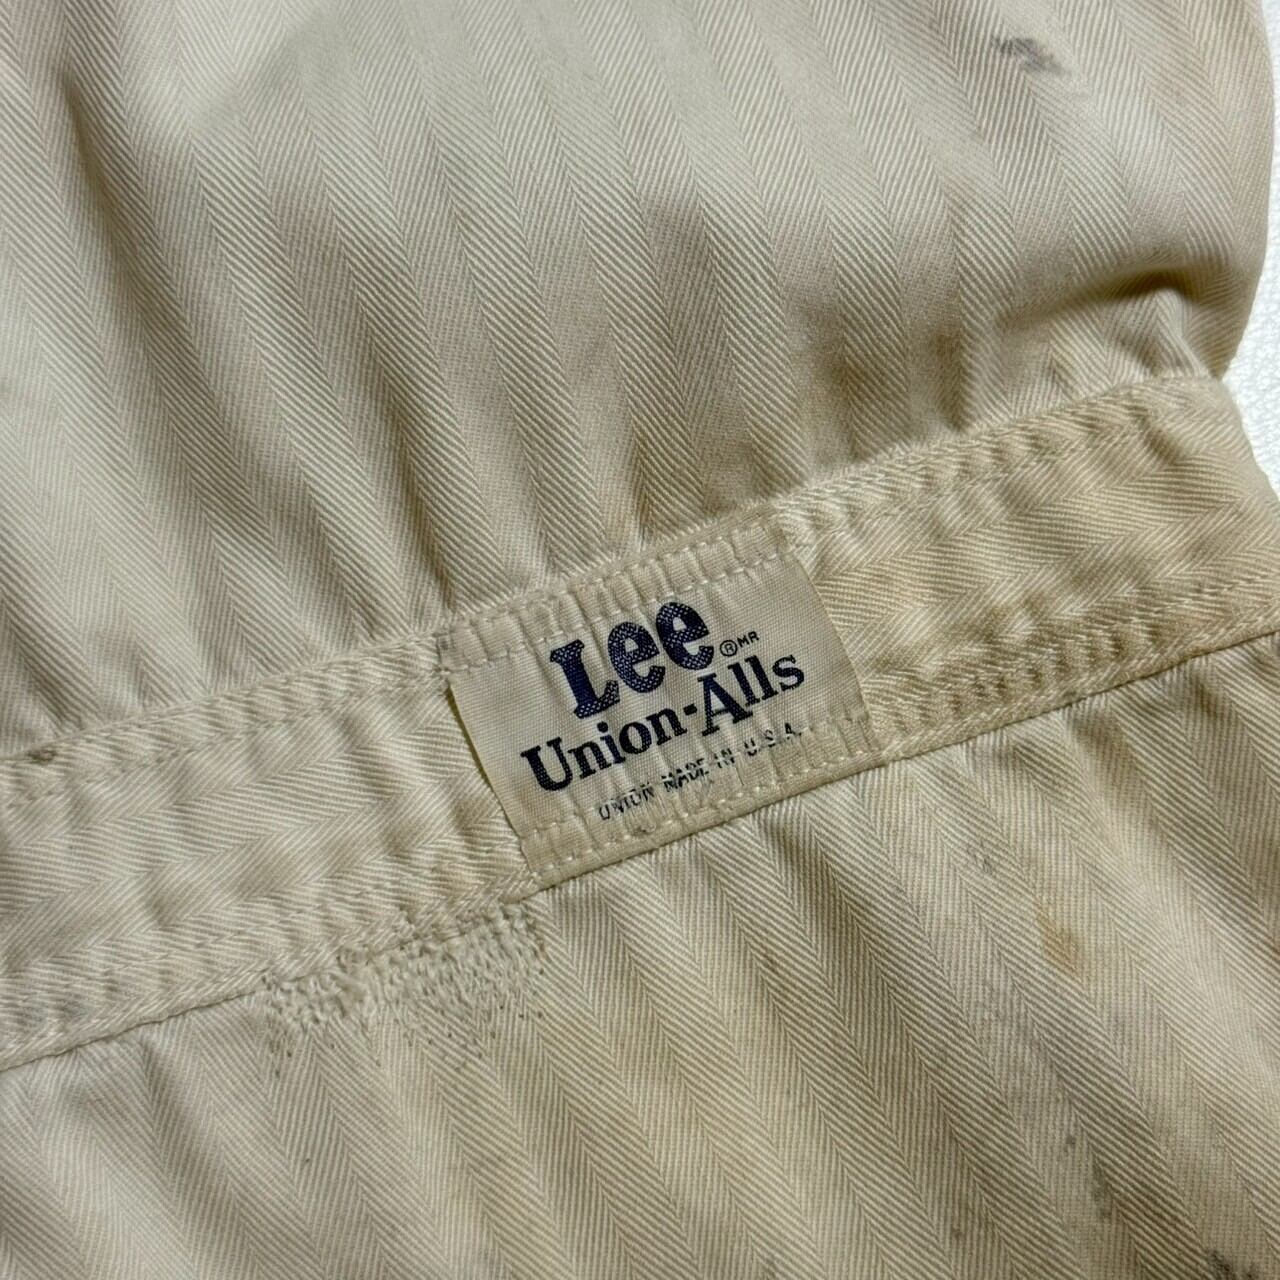 Lee ® MR
Union-Alls
UNION MADE IN U.S.A.